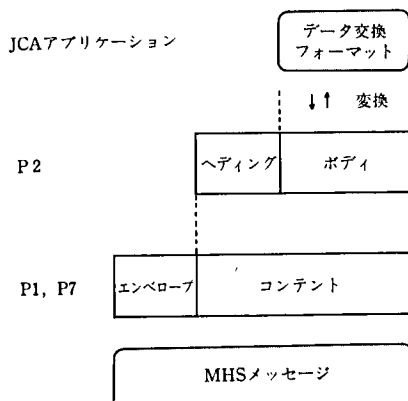 JCAアプリケーション
データ交換
フォーマット
↓↑ 変換
P2
ヘディング
ボディ
P1, P7
エンベロープ
コンテント
MHSメッセージ